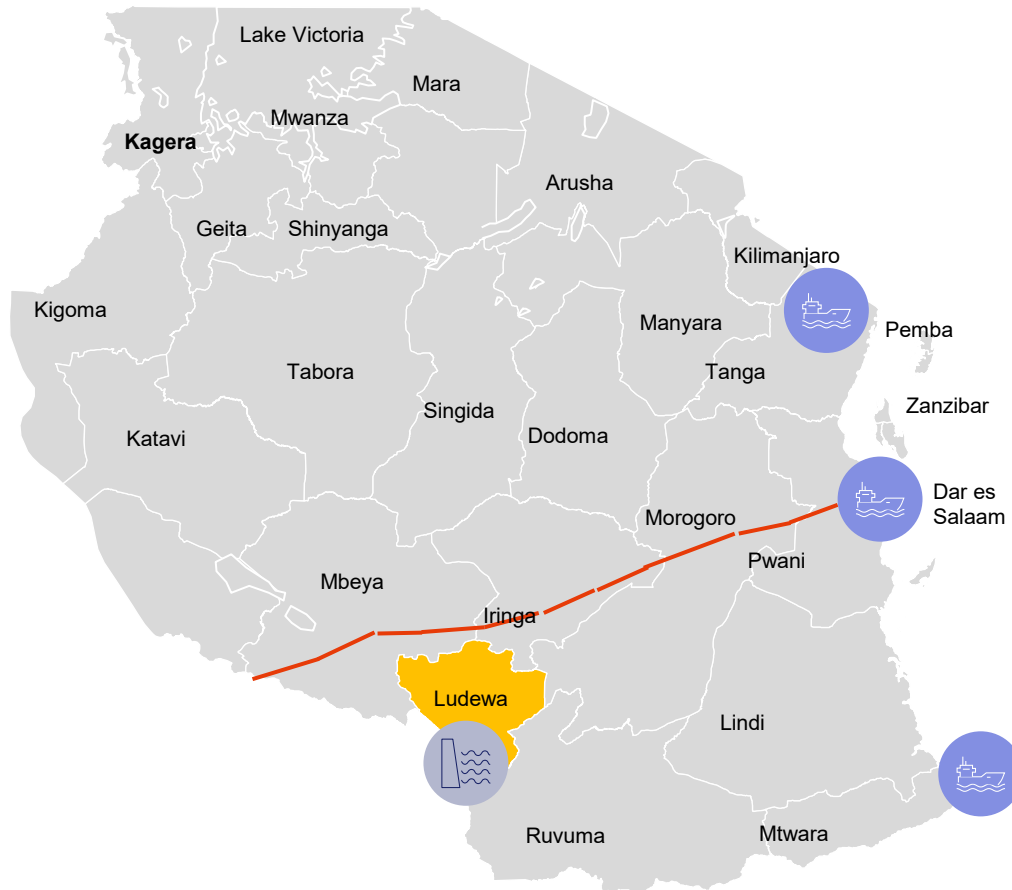 Lake Victoria
Mara
Mwanza
Kagera
Arusha
Geita
Shinyanga
Kilimanjaro
Kigoma
Manyara
Pemba
Tabora
Tanga
Singida
Zanzibar
Katavi
Dodoma
Dar es
Salaam
Morogoro
Pwani
Mbeya
Iringa
Ludewa
Lindi
Ruvuma
Mtwara